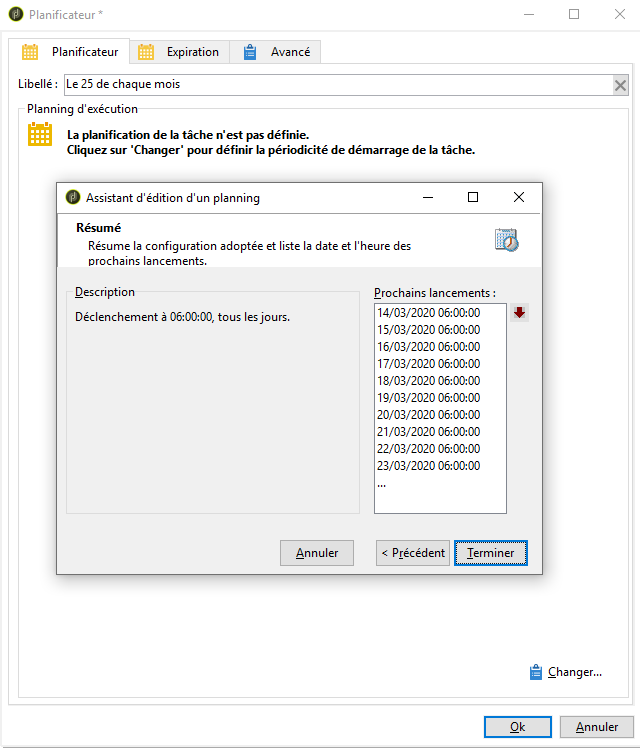 Planificateur *
Planificateur
Expiration
Avancé
Libellé :
Le 25 de chaque mois
Planning d'exécution
La planification de la tâche n'est pas définie.
Cliquez sur 'Changer' pour définir la périodicité de démarrage de la tâche.
Assistant d'édition d'un planning
Résumé
Résume la configuration adoptée et liste la date et l'heure des
prochains lancements.
Description
Déclenchement à 06:00:00, tous les jours.
Prochains lancements :
14/03/2020 06:00:00
15/03/2020 06:00:00
16/03/2020 06:00:00
17/03/2020 06:00:00
18/03/2020 06:00:00
19/03/2020 06:00:00
20/03/2020 06:00:00
21/03/2020 06:00:00
22/03/2020 06:00:00
23/03/2020 06:00:00
...
Annuler
< Précédent
Terminer
Changer...
Ok
Annuler